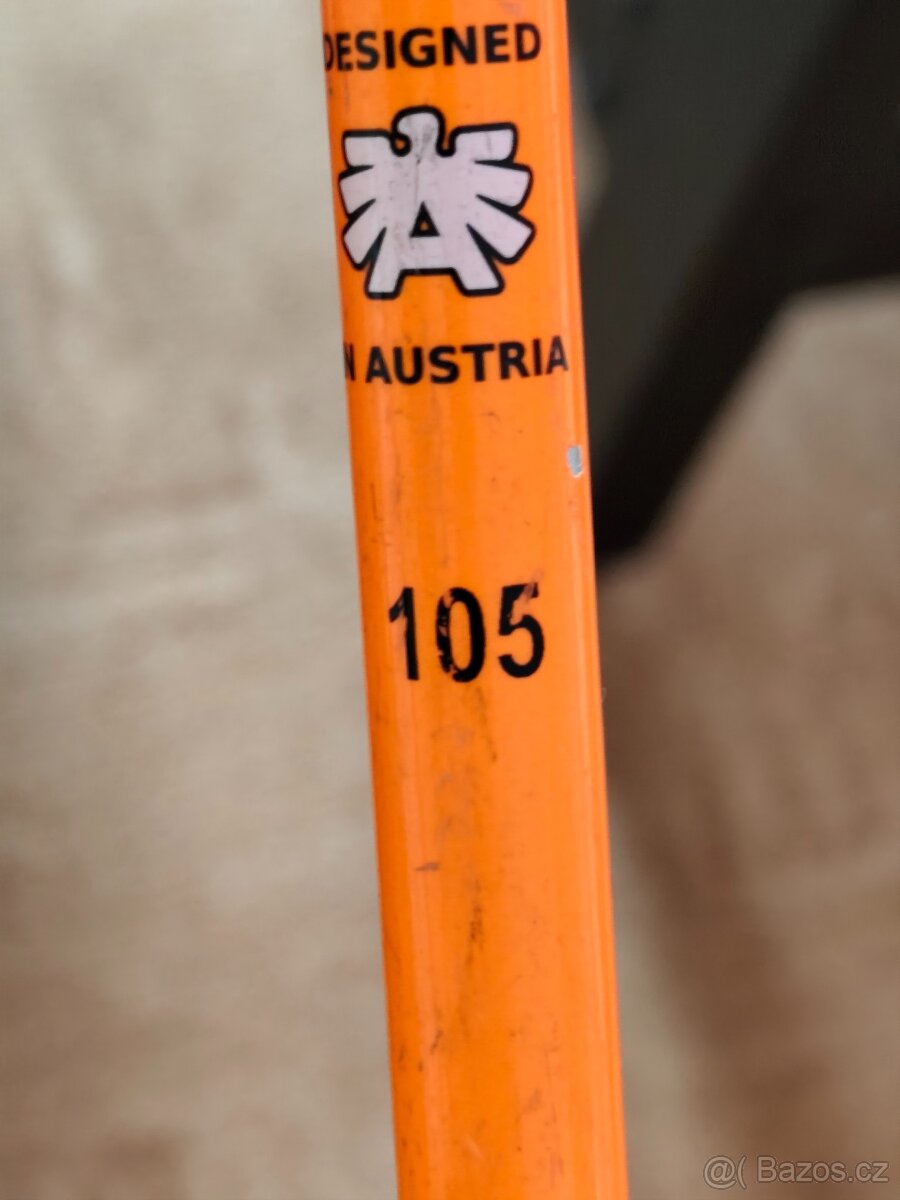 DESIGNED
A
N AUSTRIA
105
@( Bazos.cz